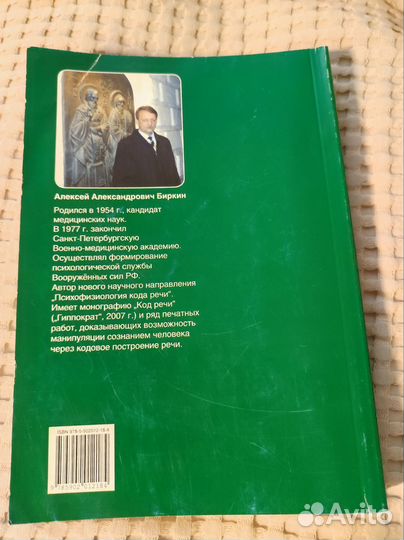 Алексей Александрович Биркин
Родился в 1954 г., кандидат
медицинских наук.
В 1977 г. закончил
Санкт-Петербургскую
Военно-медицинскую академию.
Осуществлял формирование
психологической службы
Вооружённых сил РФ.
Автор нового научного направления
"Психофизиология кода речи".
Имеет монографию "Код речи"
("Гиппократ", 2007 г.) и ряд печатных
работ, доказывающих возможность
манипуляции сознанием человека
через кодовое построение речи.
Avito